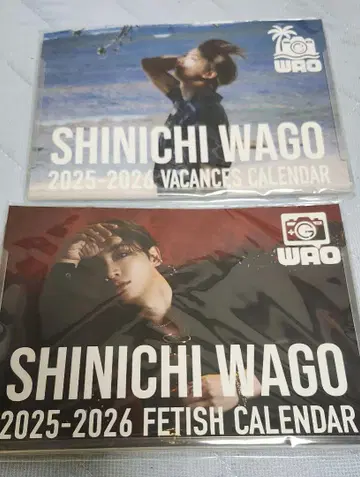 WAO
SHINICHI WAGO
2025-2026 VACANCES CALENDAR
+G
WAO
SHINICHI WAGO
2025-2026 FETISH CALENDAR